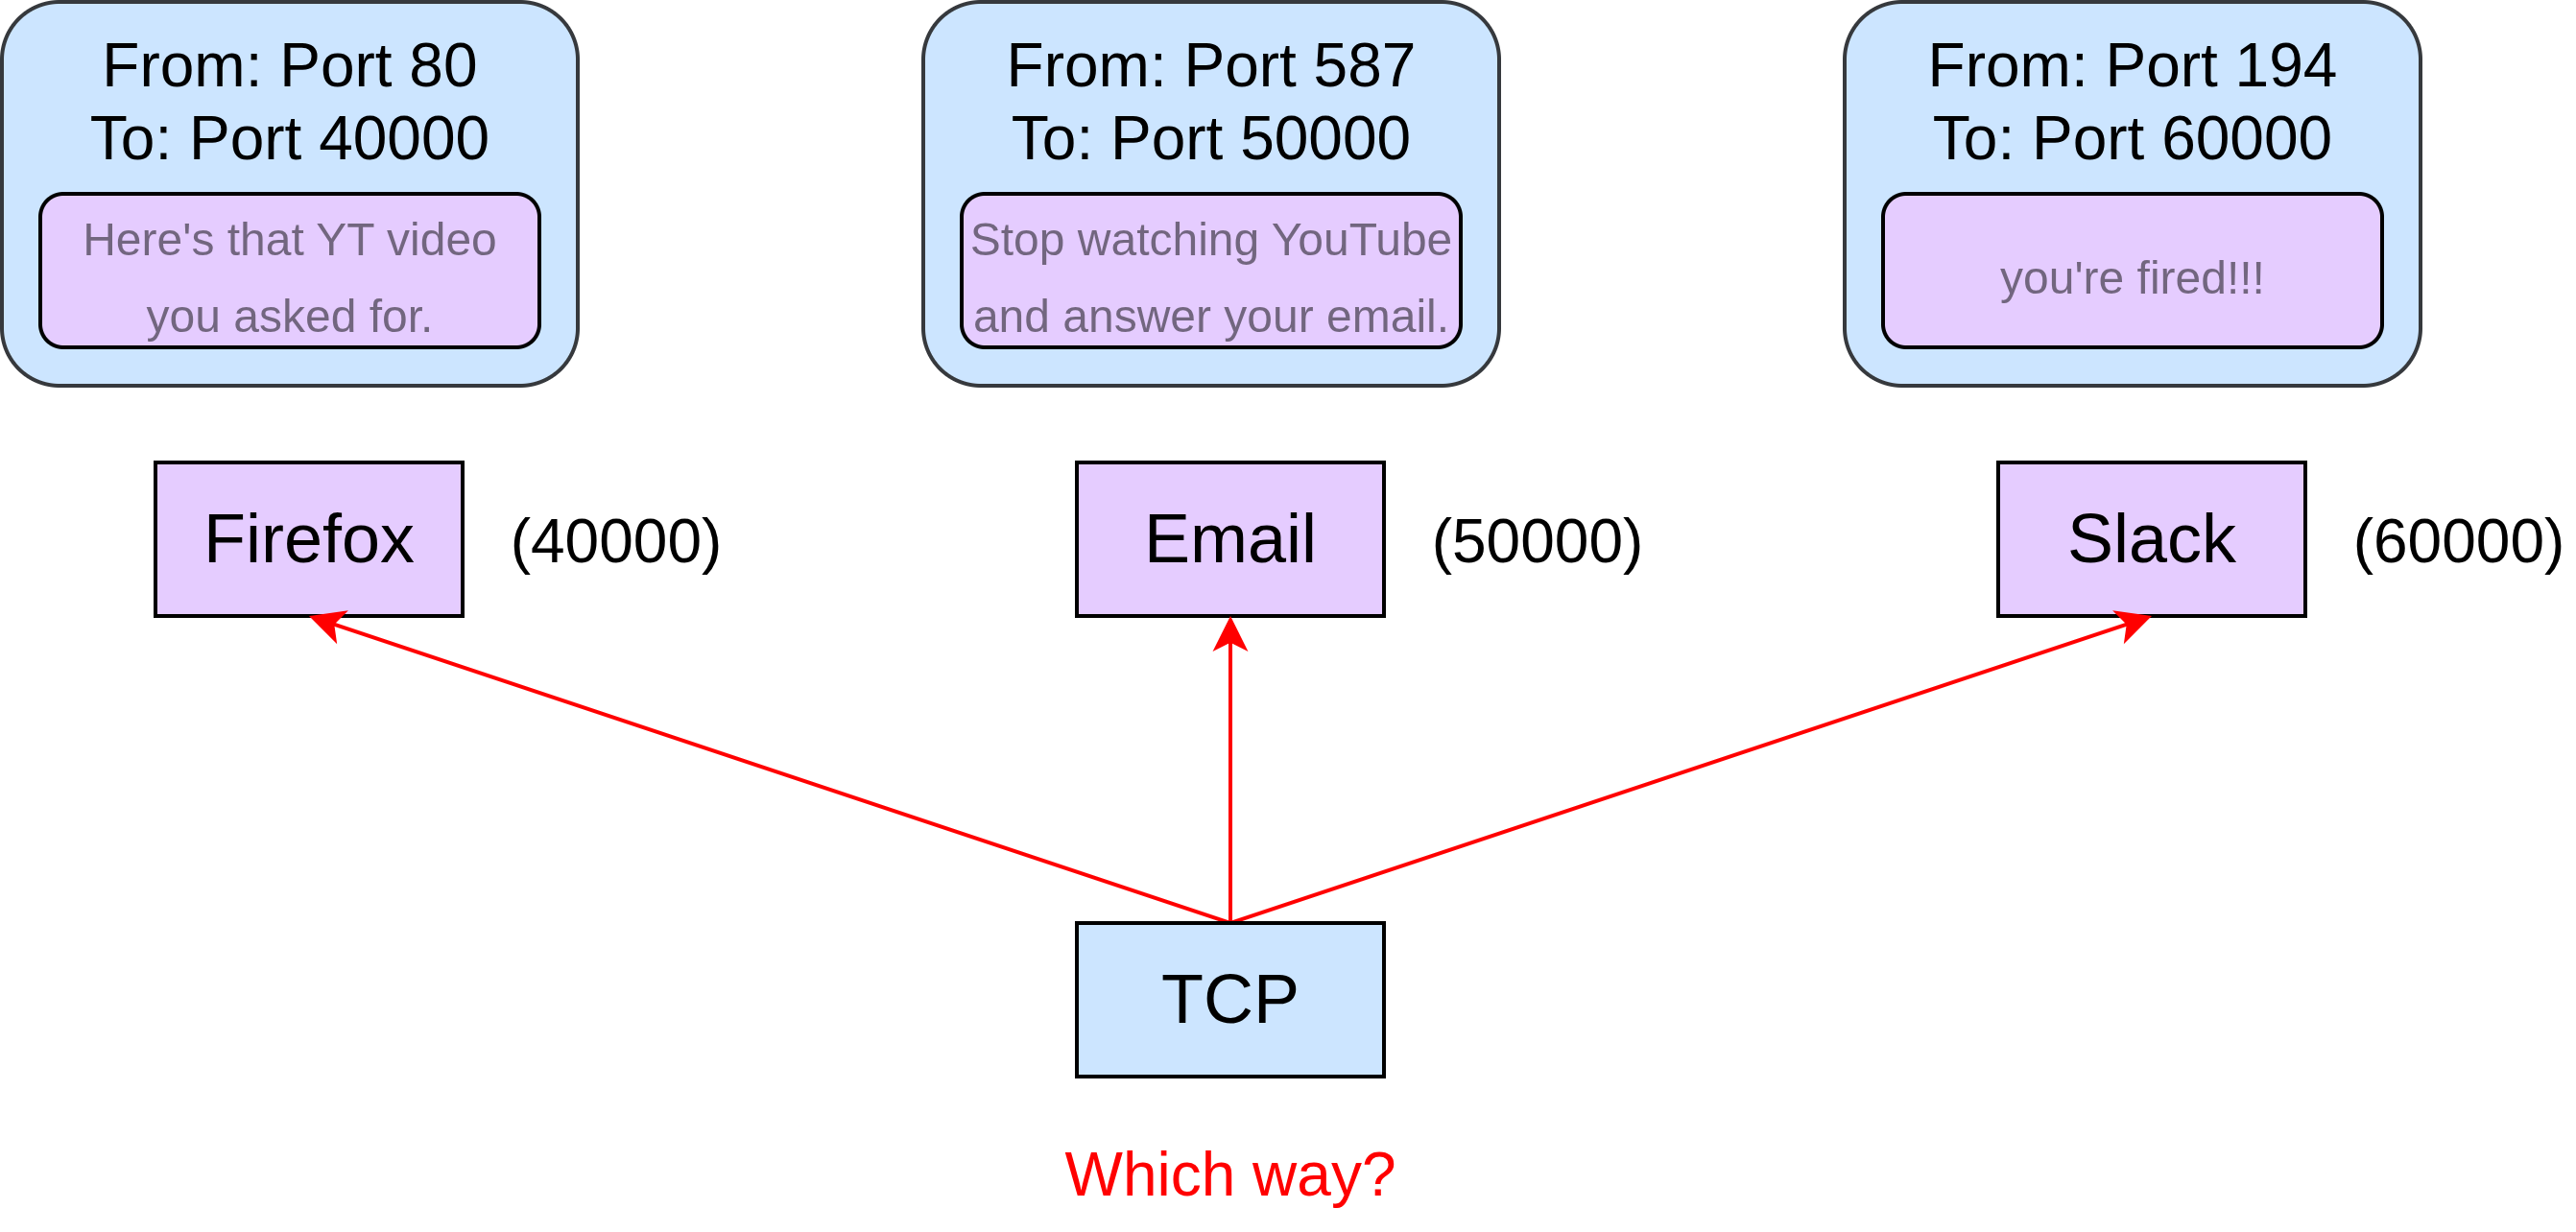 From: Port 80
To: Port 40000
Here's that YT video
you asked for.
From: Port 587
To: Port 50000
Stop watching YouTube
and answer your email.
From: Port 194
To: Port 60000
you're fired!!!
Firefox
(40000)
Email
(50000)
Slack
(60000)
TCP
Which way?